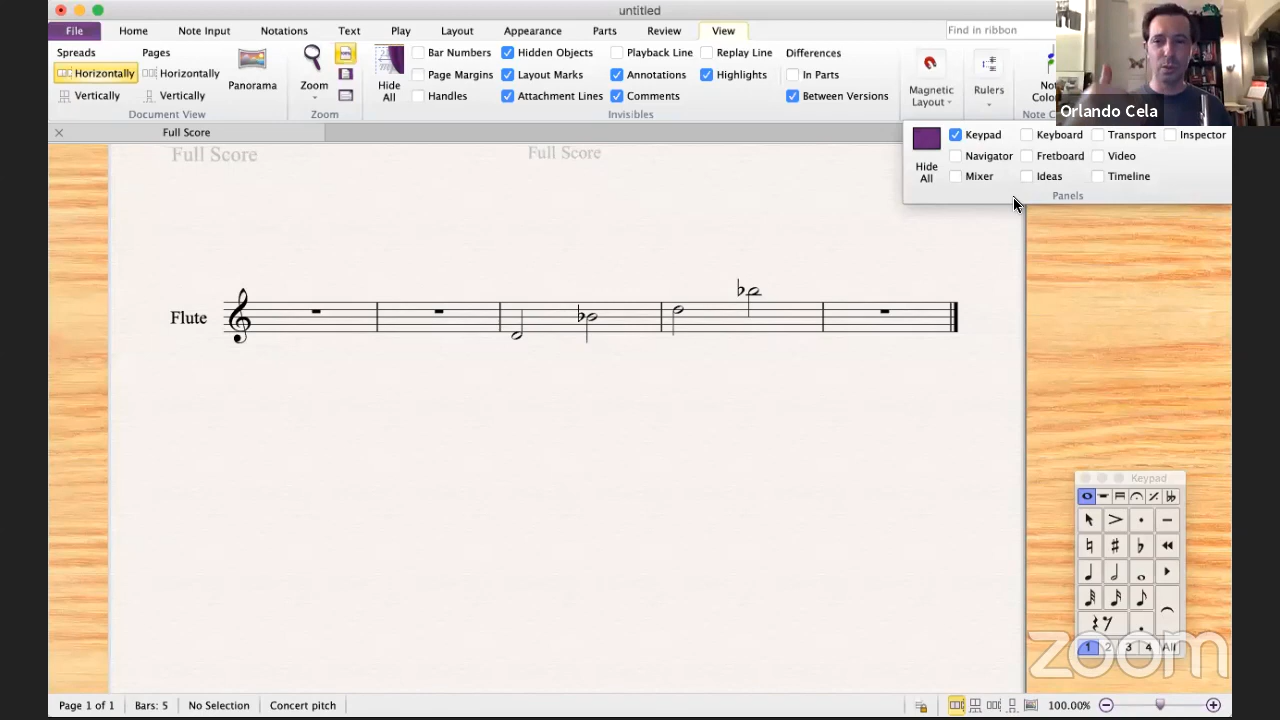 untitled
File Home Note Input Notations Text Play Layout Appearance Parts Review View Find in ribbon
Spreads Pages Bar Numbers Hidden Objects Playback Line Replay Line Differences
Horizontally Horizontally Panorama Zoom Hide All Page Margins Layout Marks Annotations Highlights In Parts Magnetic Layout Rulers
Vertically Vertically Handles Attachment Lines Comments Between Versions
Document View Zoom Invisibles
Orlando Cela
Full Score
Full Score Full Score
Hide All Keypad Keyboard Transport Inspector
Navigator Fretboard Video
Mixer Ideas Timeline
Panels
Flute
Keypad
1 2 3 4 All
zoom
Page 1 of 1 Bars: 5 No Selection Concert pitch 100.00%